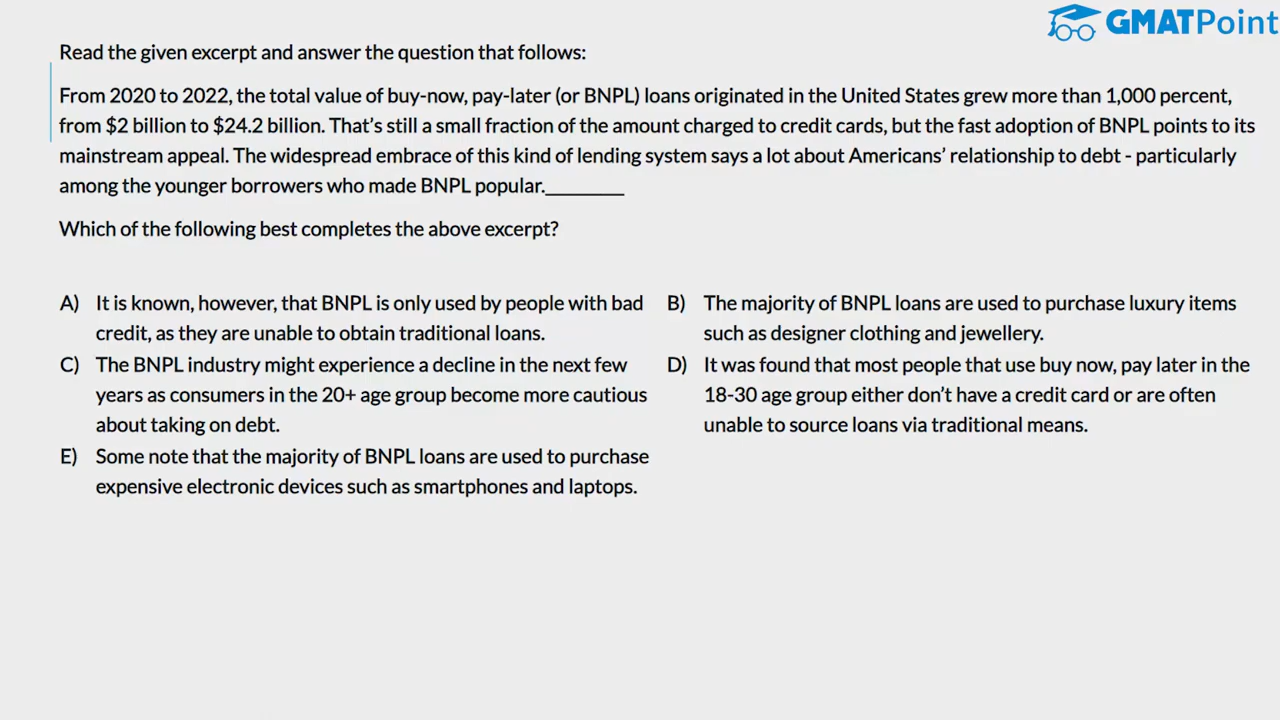 GMATPoint
Read the given excerpt and answer the question that follows:
From 2020 to 2022, the total value of buy-now, pay-later (or BNPL) loans originated in the United States grew more than 1,000 percent,
from $2 billion to $24.2 billion. That's still a small fraction of the amount charged to credit cards, but the fast adoption of BNPL points to its
mainstream appeal. The widespread embrace of this kind of lending system says a lot about Americans' relationship to debt - particularly
among the younger borrowers who made BNPL popular.________
Which of the following best completes the above excerpt?
A) It is known, however, that BNPL is only used by people with bad
credit, as they are unable to obtain traditional loans.
B) The majority of BNPL loans are used to purchase luxury items
such as designer clothing and jewellery.
C) The BNPL industry might experience a decline in the next few
years as consumers in the 20+ age group become more cautious
about taking on debt.
D) It was found that most people that use buy now, pay later in the
18-30 age group either don't have a credit card or are often
unable to source loans via traditional means.
E) Some note that the majority of BNPL loans are used to purchase
expensive electronic devices such as smartphones and laptops.